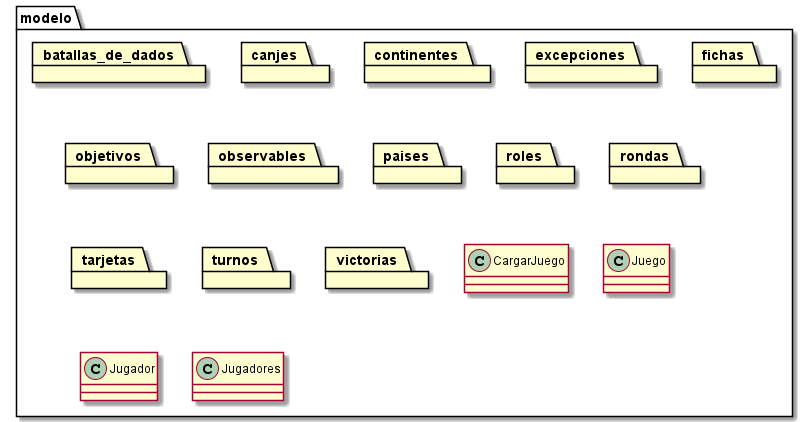 modelo
batallas_de_dados
canjes
continentes
excepciones
fichas
objetivos
observables
paises
roles
rondas
tarjetas
turnos
victorias
C CargarJuego
C Juego
C Jugador
C Jugadores